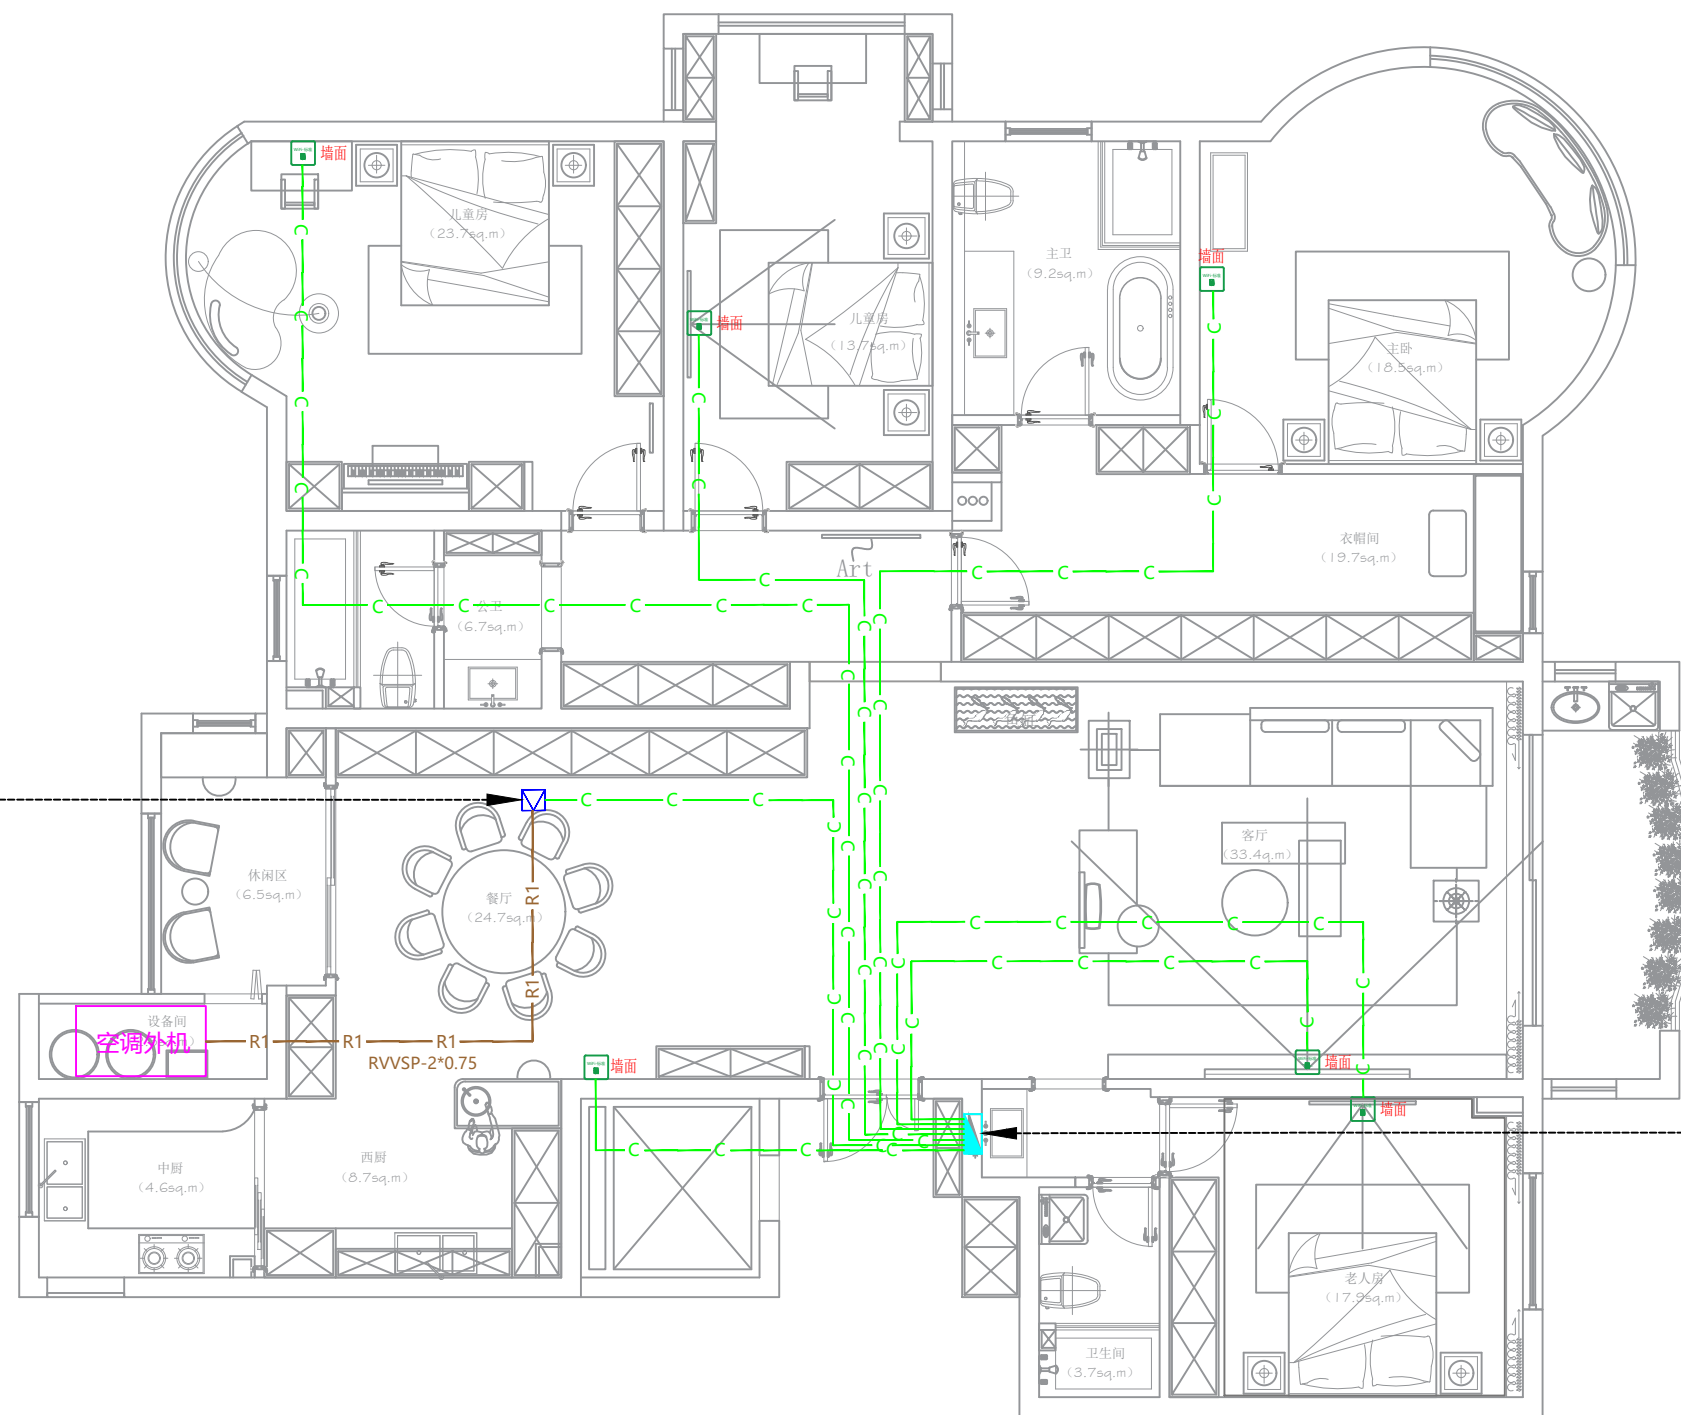 墙面
儿童房
(23.7sq.m)
主卫
(9.2sq.m)
墙面
墙面
儿童房
(13.7sq.m)
主卧
(18.5sq.m)
C
C
C
C
C
C
C
C
C
C
衣帽间
(19.7sq.m)
Art
C
C
C
C
C
C
C
C
C
C
公卫
(6.7sq.m)
C
C
C
C
C
C
C
C
C
客厅
(33.4q.m)
休闲区
(6.5sq.m)
餐厅
(24.7sq.m)
R1
R1
C
C
C
C
C
C
C
C
C
C
设备间
空调外机
R1
R1
R1
RVVSP-2*0.75
墙面
墙面
墙面
C
C
C
C
中厨
(4.6sq.m)
西厨
(8.7sq.m)
老人房
(17.9sq.m)
卫生间
(3.7sq.m)